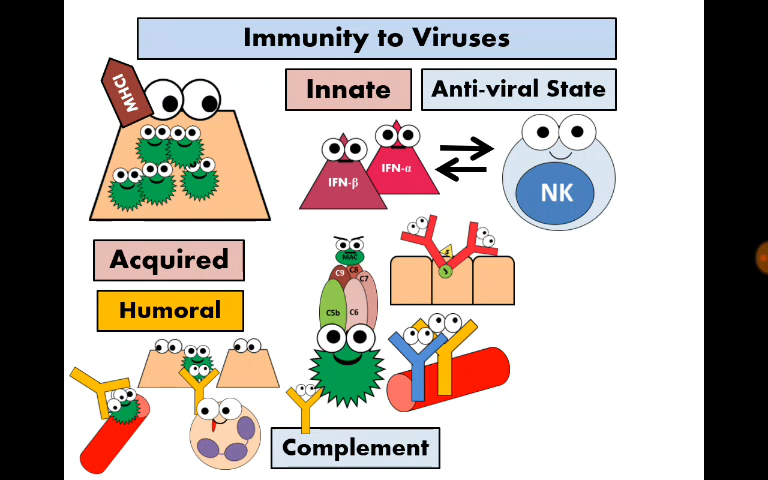 Immunity to Viruses
MHCI
Innate
Anti-viral State
IFN-β
IFN-α
NK
Acquired
Humoral
MAC
C9
C8
C7
C5b
C6
Complement